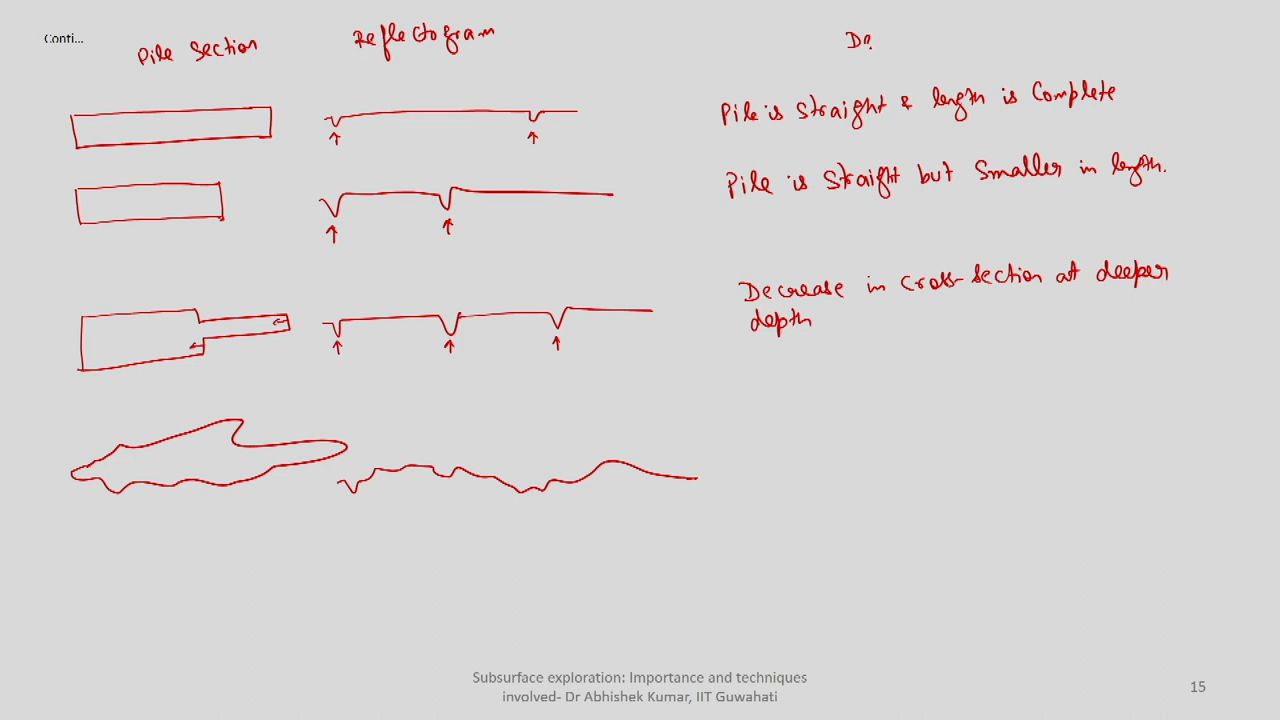 Conti...
Pile Section
Reflectogram
Pile is straight & length is Complete
Pile is straight but smaller in length.
Decrease in cross-section at deeper
depth
Subsurface exploration: Importance and techniques
involved- Dr Abhishek Kumar, IIT Guwahati
15